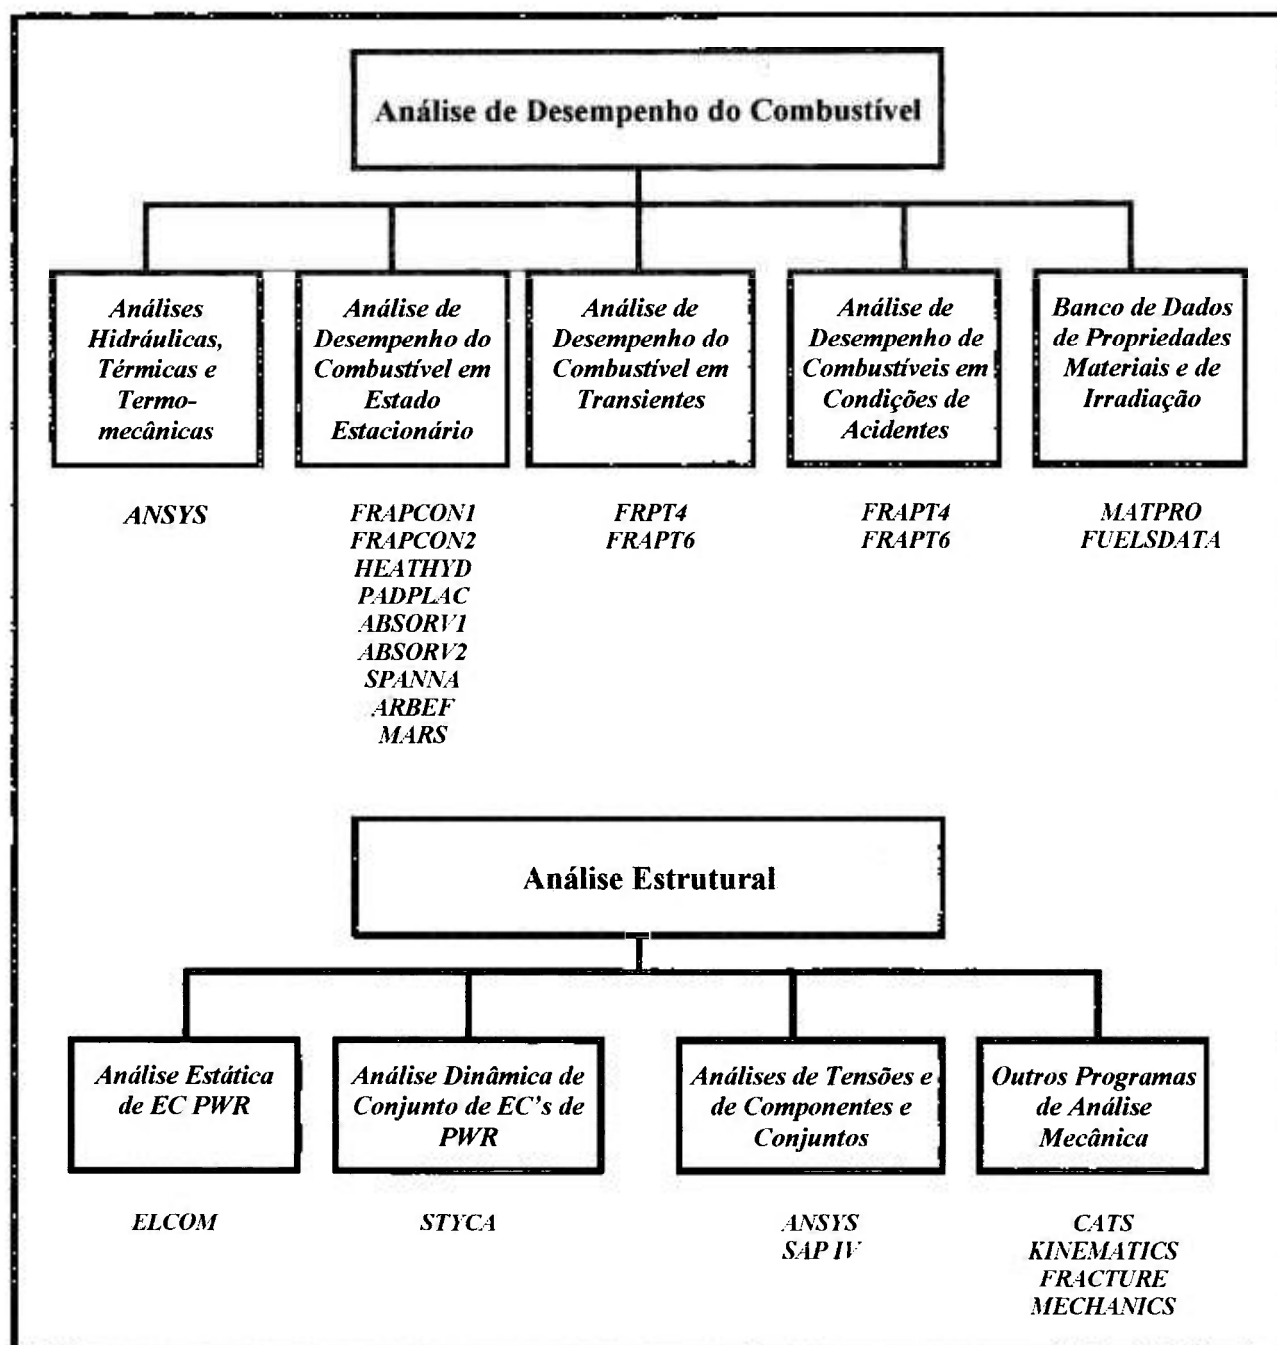 Análise de Desempenho do Combustível
Análises
Hidráulicas,
Térmicas e
Termo-
mecânicas
ANSYS
Análise de
Desempenho do
Combustível em
Estado
Estacionário
FRAPCON1
FRAPCON2
HEATHYD
PADPLAC
ABSORV1
ABSORV2
SPANNA
ARBEF
MARS
Análise de
Desempenho do
Combustível em
Transientes
FRPT4
FRAPT6
Análise de
Desempenho de
Combustíveis em
Condições de
Acidentes
FRAPT4
FRAPT6
Banco de Dados
de Propriedades
Materiais e de
Irradiação
MATPRO
FUELSDATA
Análise Estrutural
Análise Estática
de EC PWR
ELCOM
Análise Dinâmica de
Conjunto de EC's de
PWR
STYCA
Análises de Tensões e
de Componentes e
Conjuntos
ANSYS
SAP IV
Outros Programas
de Análise
Mecânica
CATS
KINEMATICS
FRACTURE
MECHANICS